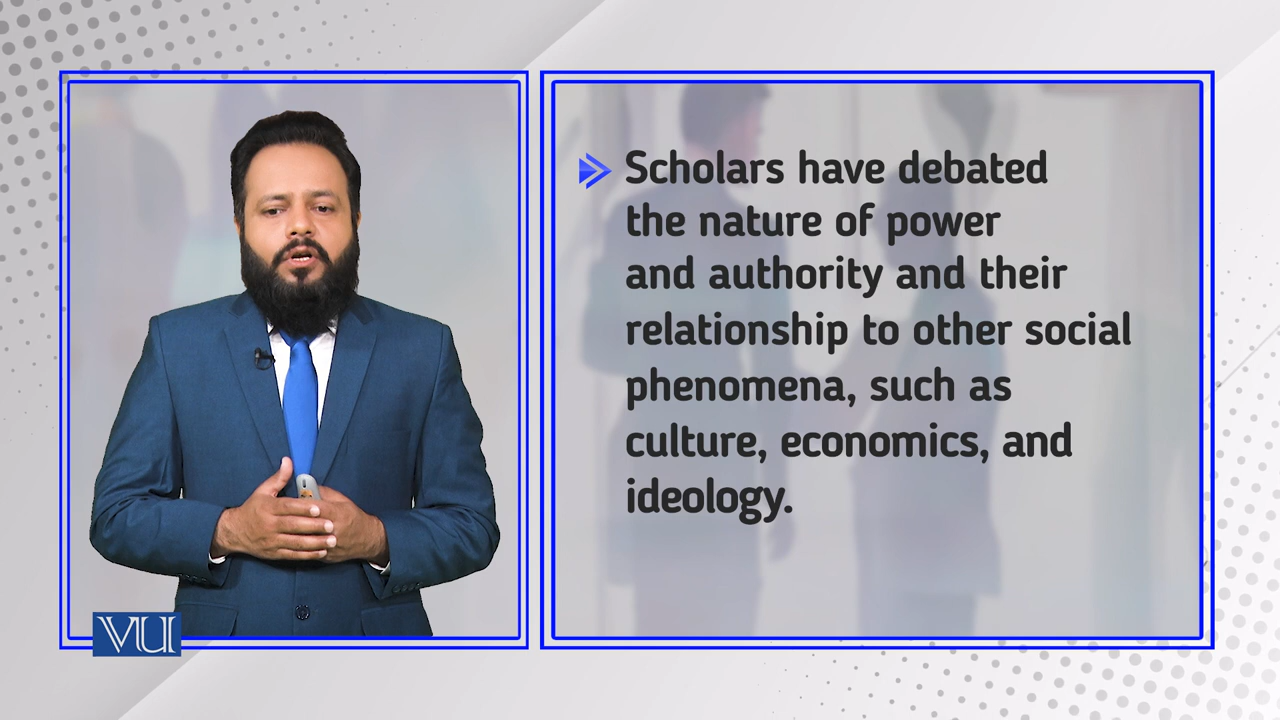 Scholars have debated
the nature of power
and authority and their
relationship to other social
phenomena, such as
culture, economics, and
ideology.
VU